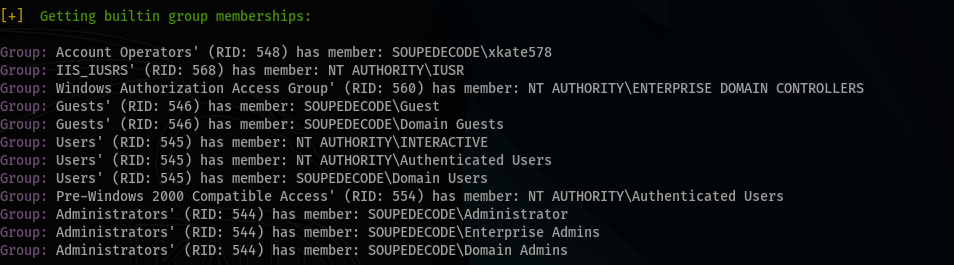 [+]  Getting builtin group memberships:
Group: Account Operators' (RID: 548) has member: SOUPEDECODE\xkate578
Group: IIS_IUSRS' (RID: 568) has member: NT AUTHORITY\IUSR
Group: Windows Authorization Access Group' (RID: 560) has member: NT AUTHORITY\ENTERPRISE DOMAIN CONTROLLERS
Group: Guests' (RID: 546) has member: SOUPEDECODE\Guest
Group: Guests' (RID: 546) has member: SOUPEDECODE\Domain Guests
Group: Users' (RID: 545) has member: NT AUTHORITY\INTERACTIVE
Group: Users' (RID: 545) has member: NT AUTHORITY\Authenticated Users
Group: Users' (RID: 545) has member: SOUPEDECODE\Domain Users
Group: Pre-Windows 2000 Compatible Access' (RID: 554) has member: NT AUTHORITY\Authenticated Users
Group: Administrators' (RID: 544) has member: SOUPEDECODE\Administrator
Group: Administrators' (RID: 544) has member: SOUPEDECODE\Enterprise Admins
Group: Administrators' (RID: 544) has member: SOUPEDECODE\Domain Admins